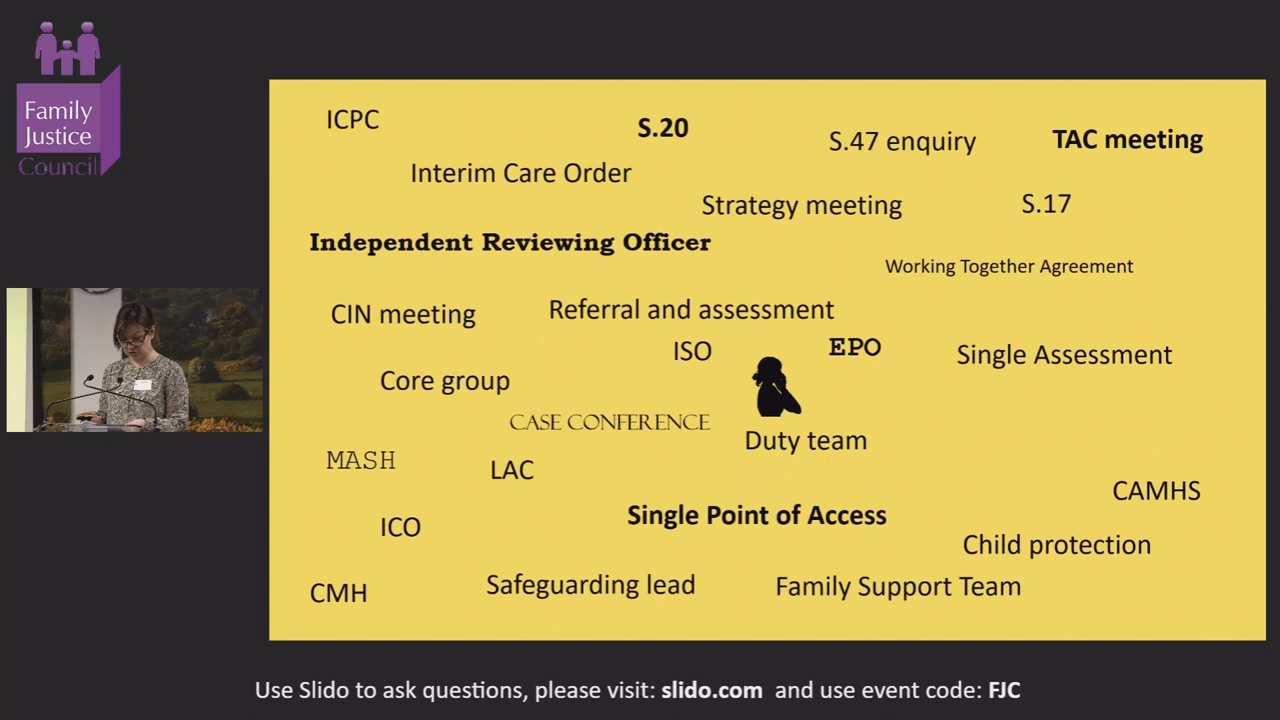 Family
Justice
Council
ICPC
S.20
S.47 enquiry
TAC meeting
Interim Care Order
Strategy meeting
S.17
Independent Reviewing Officer
Working Together Agreement
CIN meeting
Referral and assessment
ISO
EPO
Single Assessment
Core group
CASE CONFERENCE
Duty team
MASH
LAC
CAMHS
Single Point of Access
ICO
Child protection
CMH
Safeguarding lead
Family Support Team
Use Slido to ask questions, please visit: slido.com and use event code: FJC